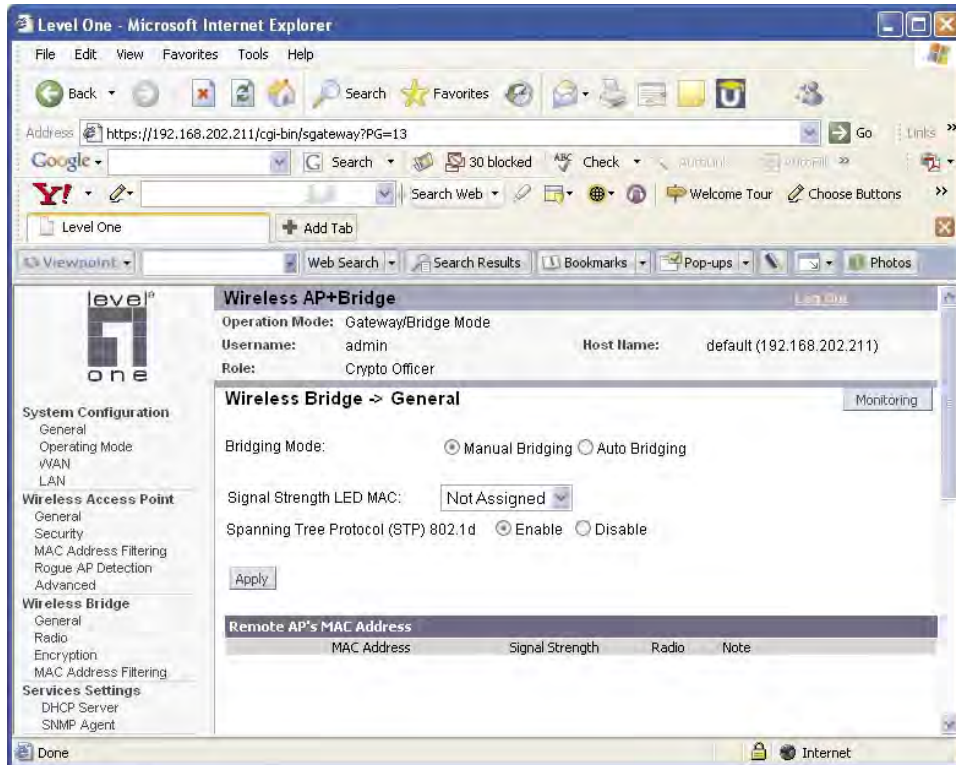 Level One - Microsoft Internet Explorer
File Edit View Favorites Tools Help
Back Search Favorites
Address https://192.168.202.211/cgi-bin/sgateway?PG=13 Go Links »
Google Search 30 blocked ABC Check AutoLink AutoFill »
Y! Search Web Welcome Tour Choose Buttons »
Level One Add Tab
Viewpoint Web Search Search Results Bookmarks Pop-ups Photos
level®
one
Wireless AP+Bridge Log Out
Operation Mode: Gateway/Bridge Mode
Username: admin Host Name: default (192.168.202.211)
Role: Crypto Officer
System Configuration
General
Operating Mode
WAN
LAN
Wireless Access Point
General
Security
MAC Address Filtering
Rogue AP Detection
Advanced
Wireless Bridge
General
Radio
Encryption
MAC Address Filtering
Services Settings
DHCP Server
SNMP Agent
Wireless Bridge -> General Monitoring
Bridging Mode: Manual Bridging Auto Bridging
Signal Strength LED MAC: Not Assigned
Spanning Tree Protocol (STP) 802.1d Enable Disable
Apply
Remote AP's MAC Address
MAC Address Signal Strength Radio Note
Done Internet